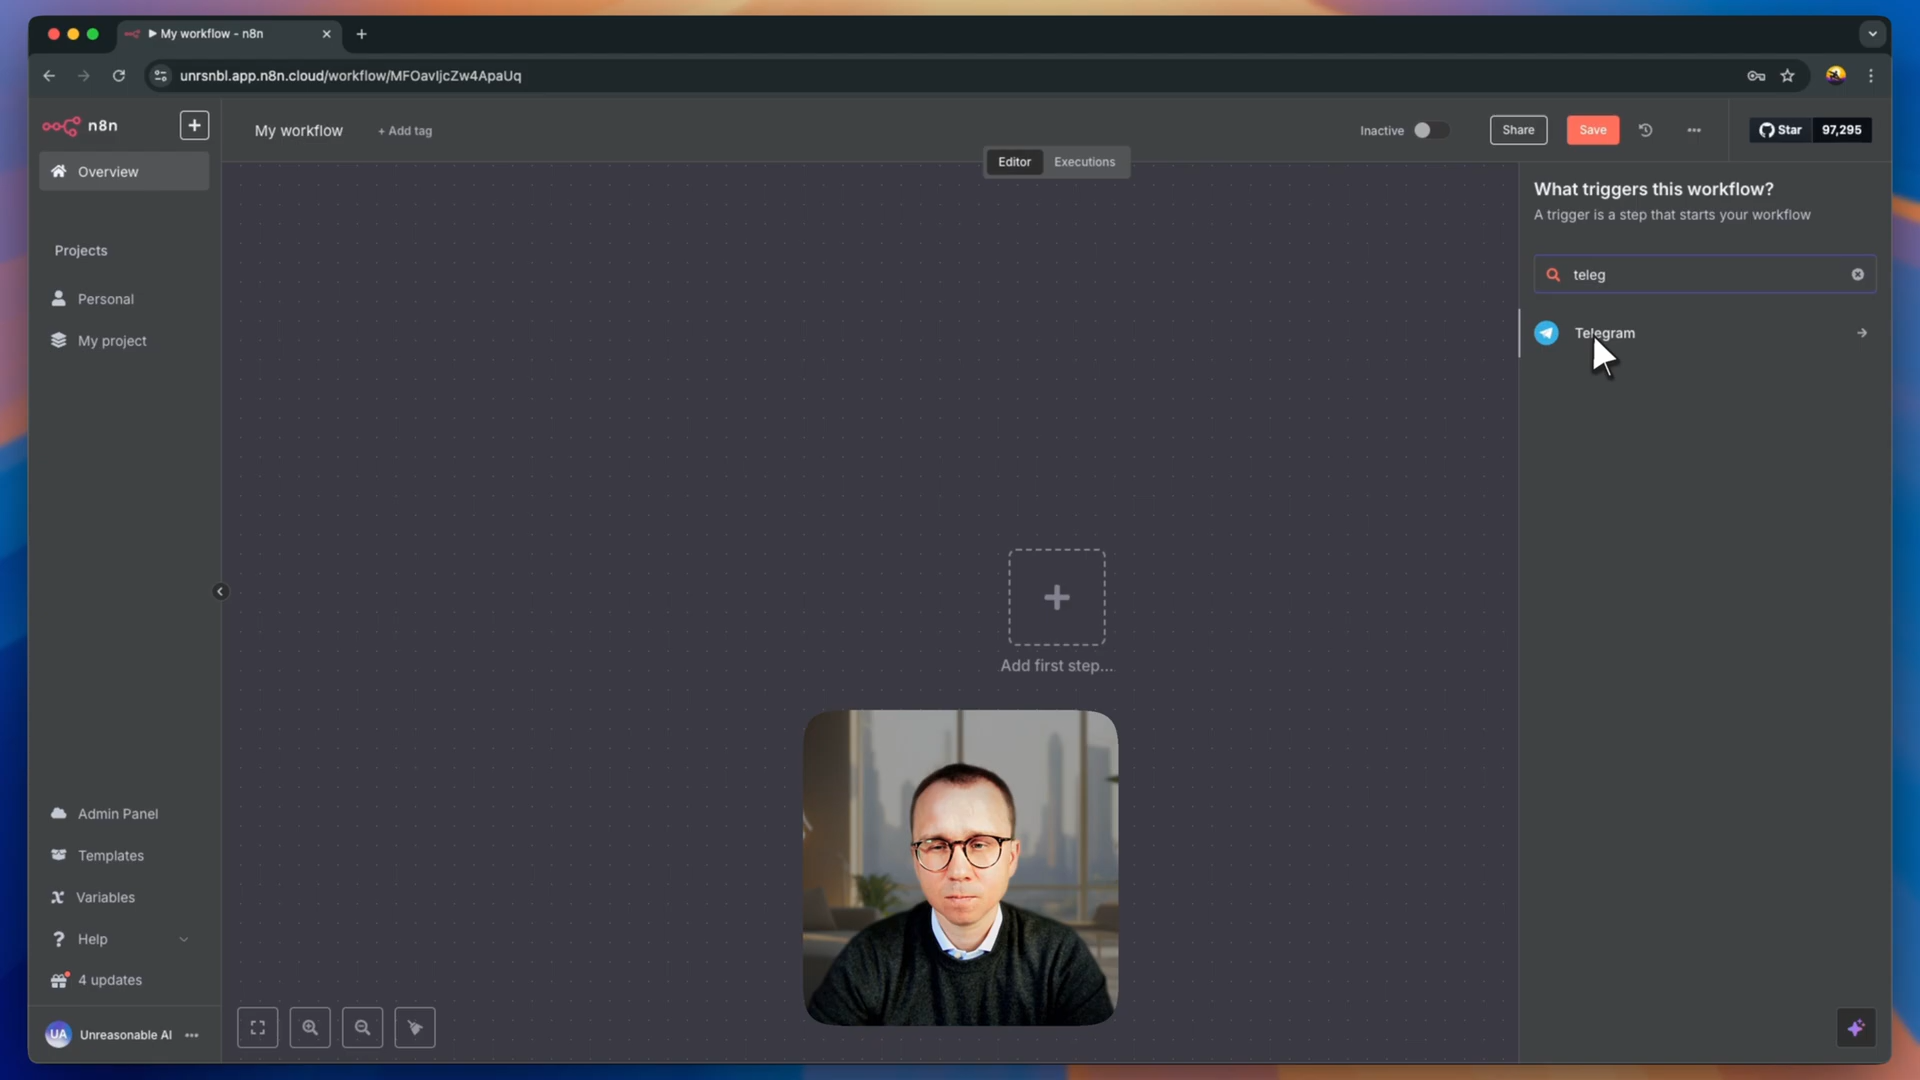 My workflow - n8n
unrsnbl.app.n8n.cloud/workflow/MFOavIjcZw4ApaUq
n8n
My workflow
+ Add tag
Inactive
Share
Save
Star
97,295
Editor
Executions
Overview
Projects
Personal
My project
What triggers this workflow?
A trigger is a step that starts your workflow
teleg
Telegram
Add first step...
Admin Panel
Templates
Variables
Help
4 updates
UA
Unreasonable AI